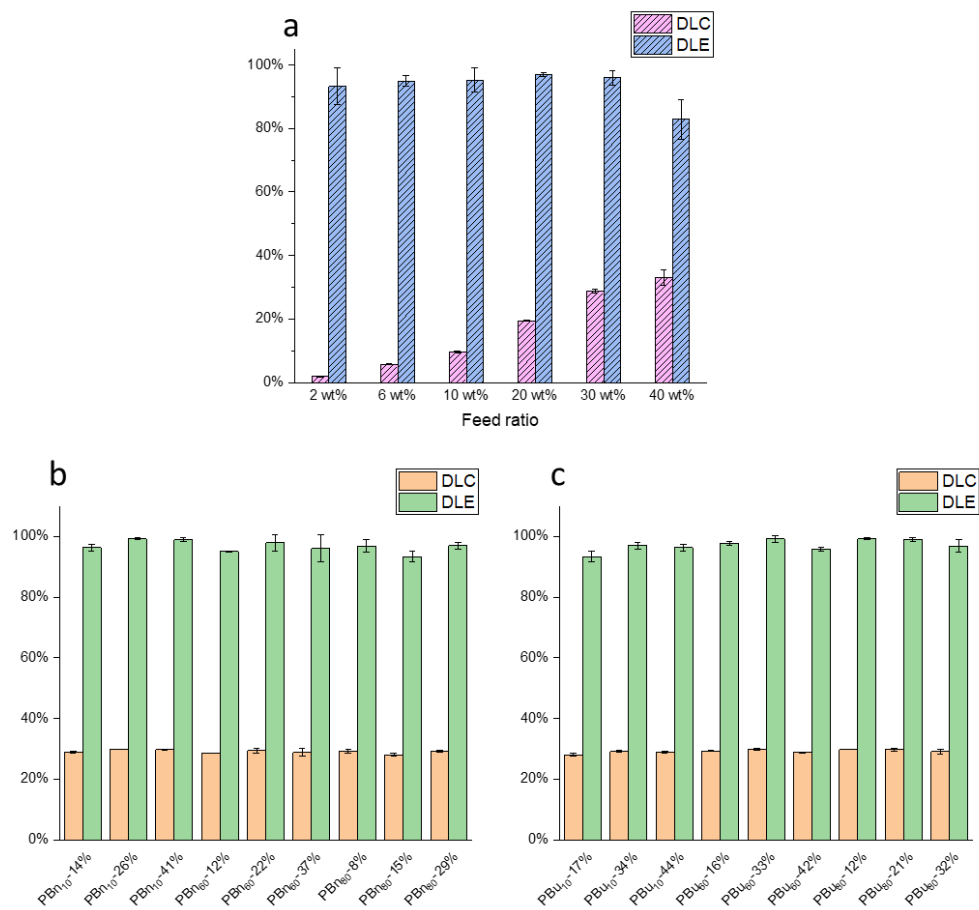 a
DLC
DLE
100%
80%
60%
40%
20%
0%
2 wt% 6 wt% 10 wt% 20 wt% 30 wt% 40 wt%
Feed ratio
b
DLC
DLE
100%
80%
60%
40%
20%
0%
PBn₁₀-14%
PBn₁₀-26%
PBn₁₀-41%
PBn₆₀-12%
PBn₆₀-22%
PBn₆₀-37%
PBn₈₀-8%
PBn₈₀-15%
PBn₈₀-29%
c
DLC
DLE
100%
80%
60%
40%
20%
0%
PBu₁₀-17%
PBu₁₀-34%
PBu₁₀-44%
PBu₆₀-16%
PBu₆₀-33%
PBu₆₀-42%
PBu₈₀-12%
PBu₈₀-21%
PBu₈₀-32%